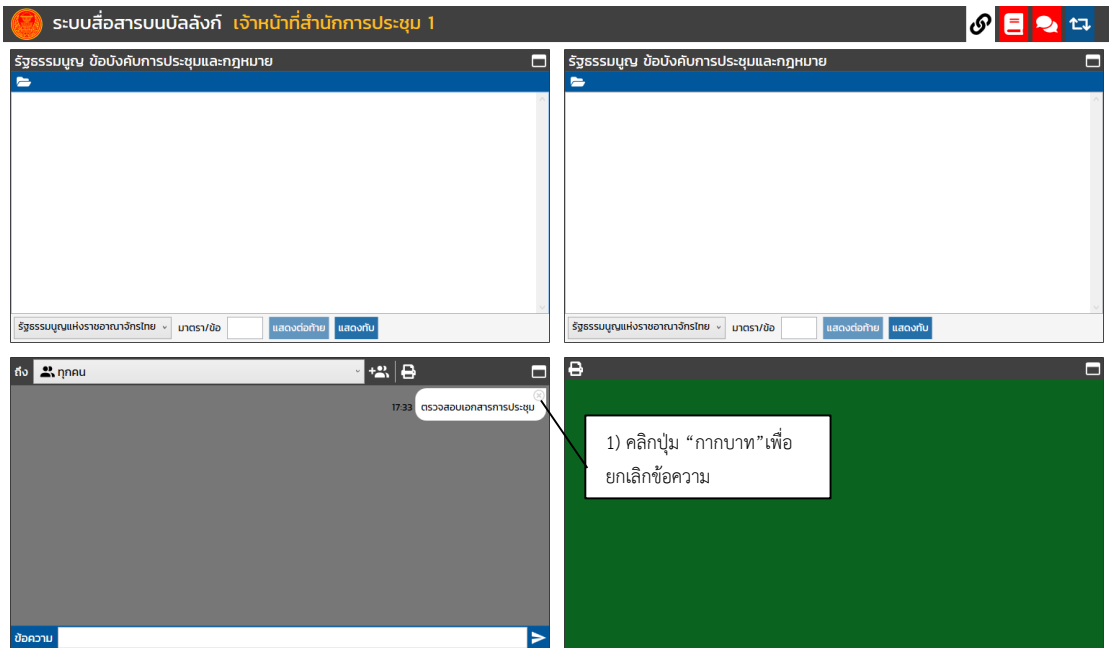 ระบบสื่อสารบนบัลลังก์ เจ้าหน้าที่สำนักการประชุม 1
รัฐธรรมนูญ ข้อบังคับการประชุมและกฎหมาย
รัฐธรรมนูญแห่งราชอาณาจักรไทย มาตรา/ข้อ แสดงต่อท้าย แสดงทับ
รัฐธรรมนูญ ข้อบังคับการประชุมและกฎหมาย
รัฐธรรมนูญแห่งราชอาณาจักรไทย มาตรา/ข้อ แสดงต่อท้าย แสดงทับ
ถึง ทุกคน
17:33 ตรวจสอบเอกสารการประชุม
1) คลิกปุ่ม “กากบาท”เพื่อ
ยกเลิกข้อความ
ข้อความ